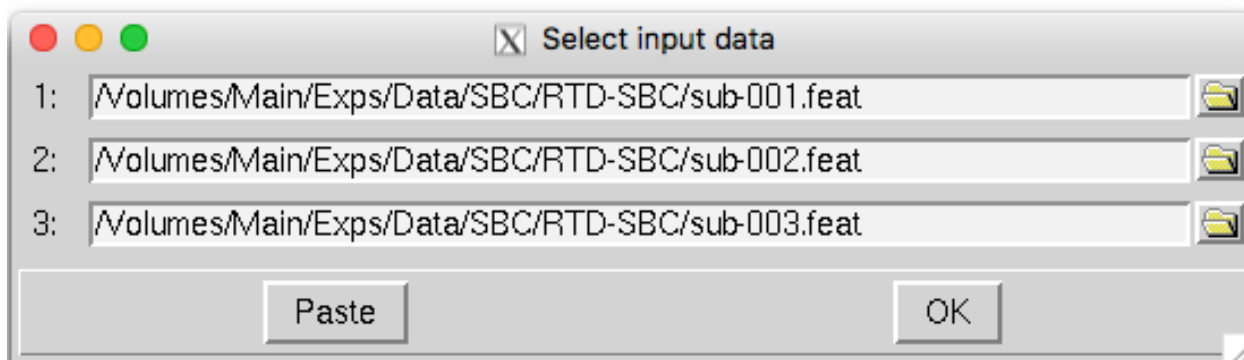 Select input data
1: /Volumes/Main/Exps/Data/SBC/RTD-SBC/sub-001.feat
2: /Volumes/Main/Exps/Data/SBC/RTD-SBC/sub-002.feat
3: /Volumes/Main/Exps/Data/SBC/RTD-SBC/sub-003.feat
Paste OK